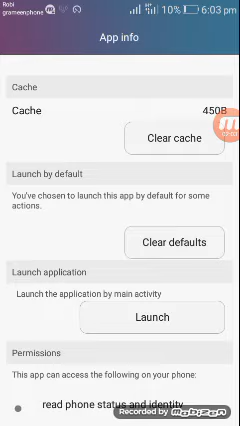 Robi
grameenphone
10% 6:03 pm
App info
Cache
Cache 450B
Clear cache
Launch by default
You've chosen to launch this app by default for some
actions.
Clear defaults
Launch application
Launch the application by main activity
Launch
Permissions
This app can access the following on your phone:
read phone status and identity
Recorded by mobizen